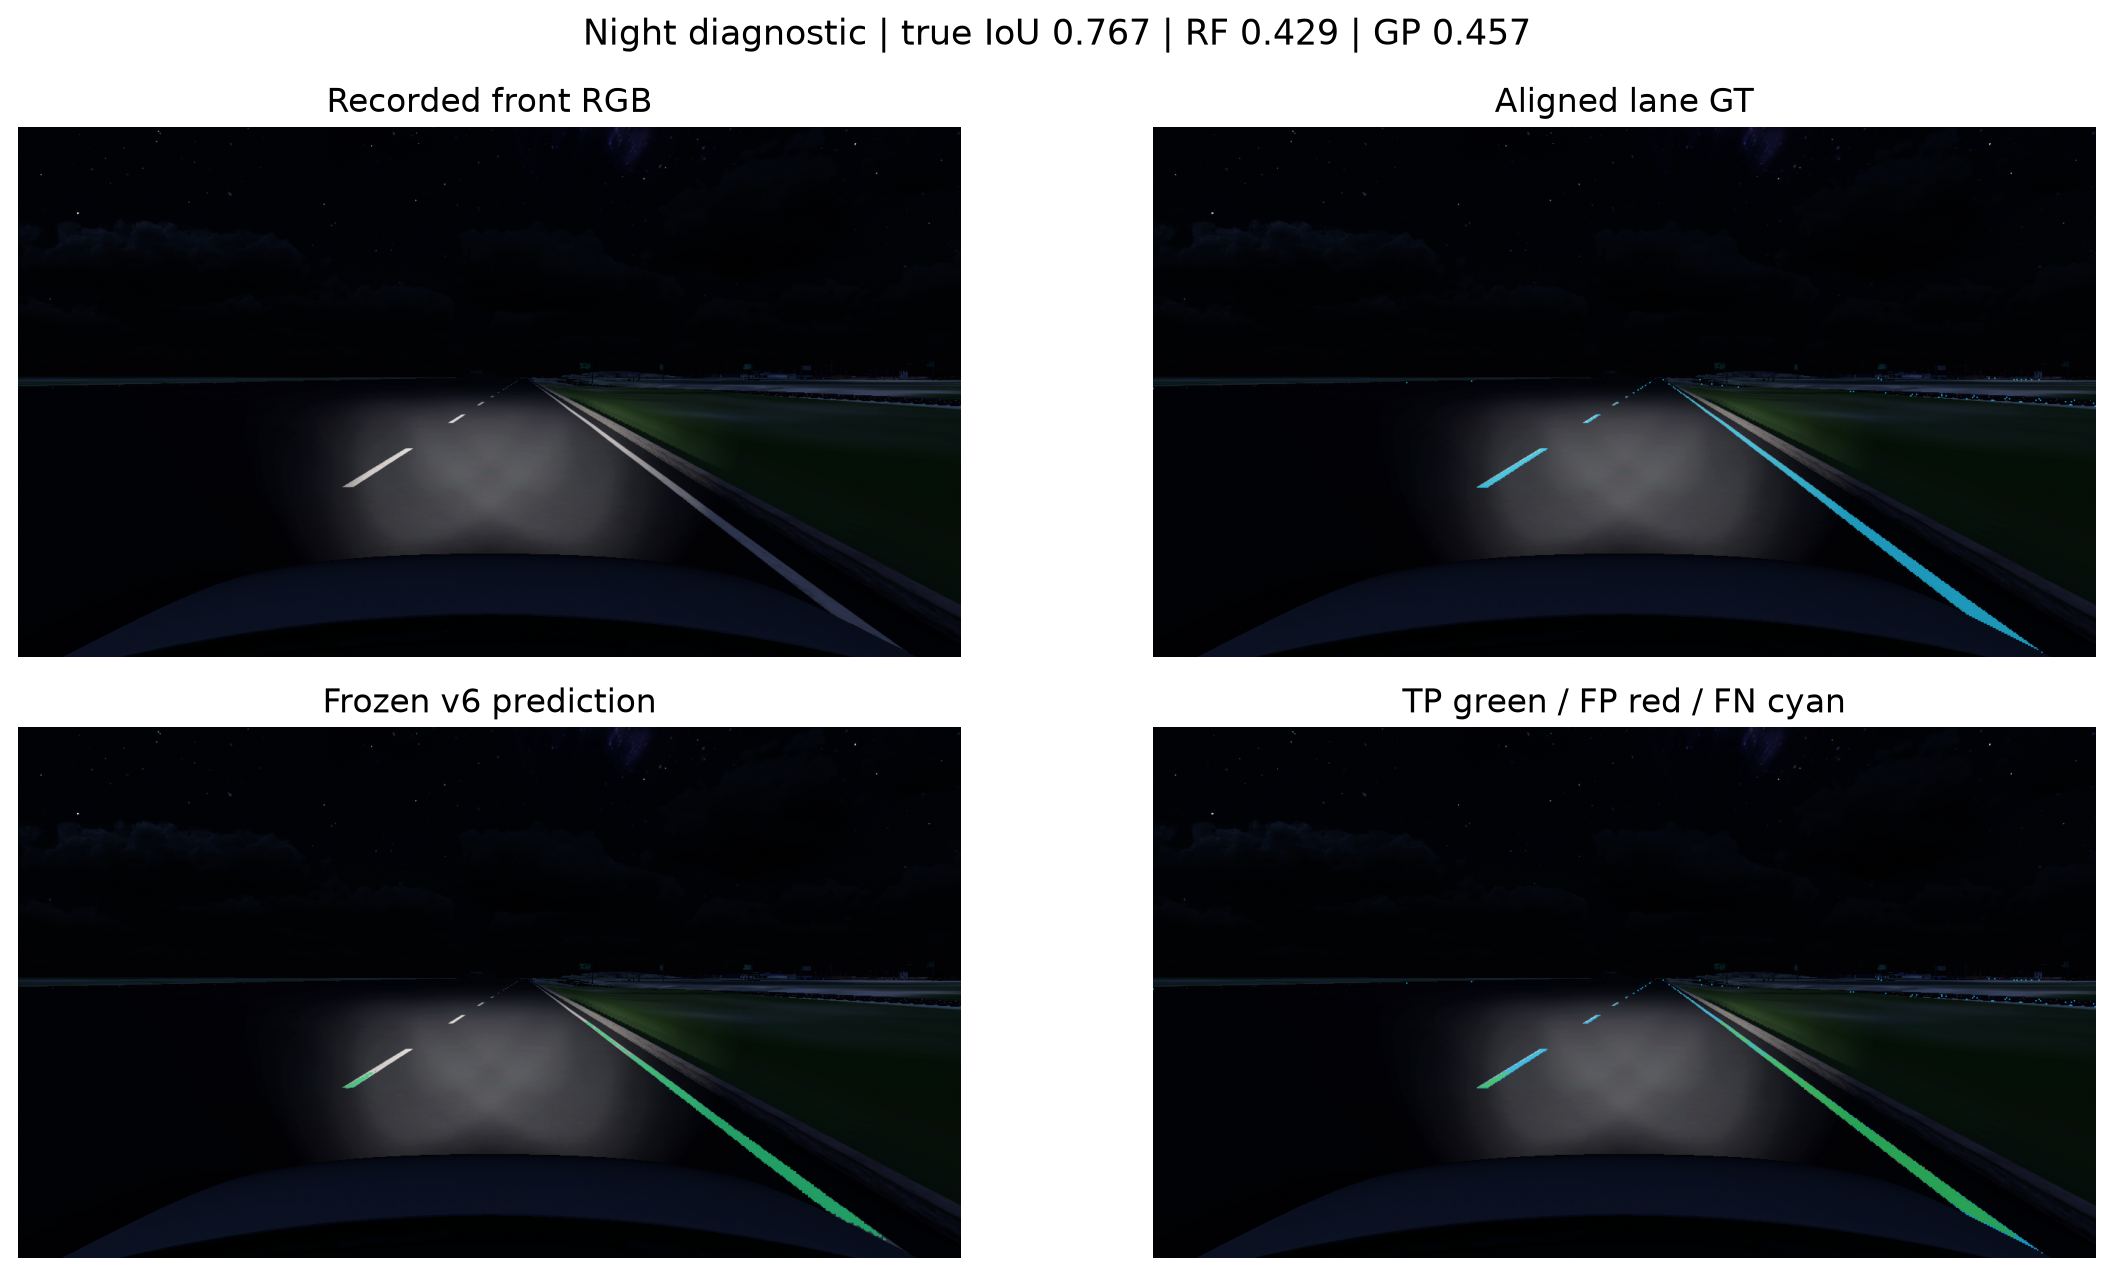 Night diagnostic | true IoU 0.767 | RF 0.429 | GP 0.457
Recorded front RGB
Aligned lane GT
Frozen v6 prediction
TP green / FP red / FN cyan